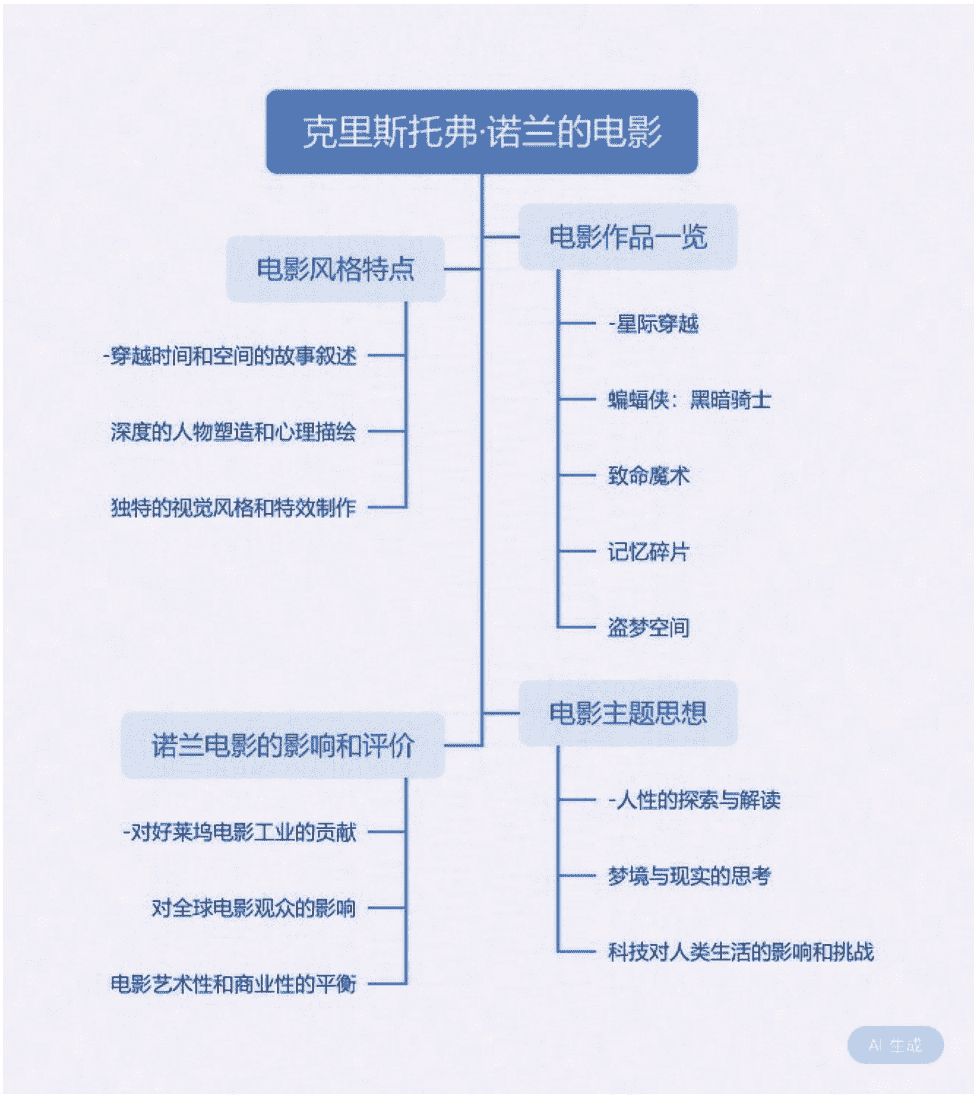 克里斯托弗·诺兰的电影
电影作品一览
-星际穿越
蝙蝠侠：黑暗骑士
致命魔术
记忆碎片
盗梦空间
电影风格特点
-穿越时间和空间的故事叙述
深度的人物塑造和心理描绘
独特的视觉风格和特效制作
电影主题思想
-人性的探索与解读
梦境与现实的思考
科技对人类生活的影响和挑战
诺兰电影的影响和评价
-对好莱坞电影工业的贡献
对全球电影观众的影响
电影艺术性和商业性的平衡
AI 生成